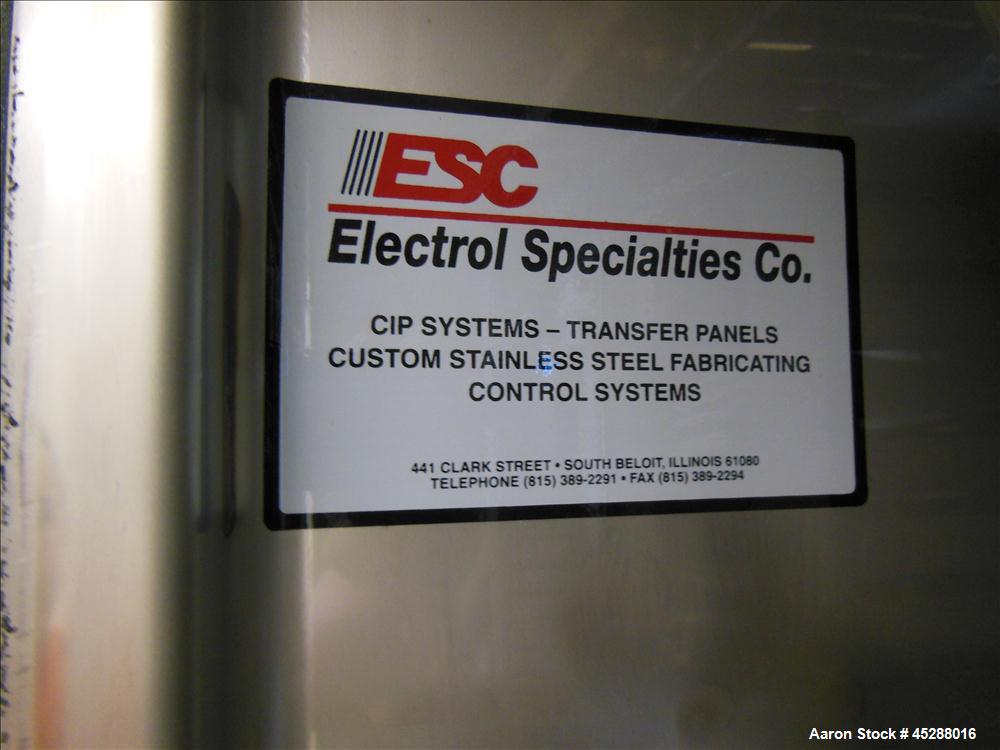 ESC
Electrol Specialties Co.
CIP SYSTEMS – TRANSFER PANELS
CUSTOM STAINLESS STEEL FABRICATING
CONTROL SYSTEMS
441 CLARK STREET • SOUTH BELOIT, ILLINOIS 61080
TELEPHONE (815) 389-2291 • FAX (815) 389-2294
Aaron Stock # 45288016